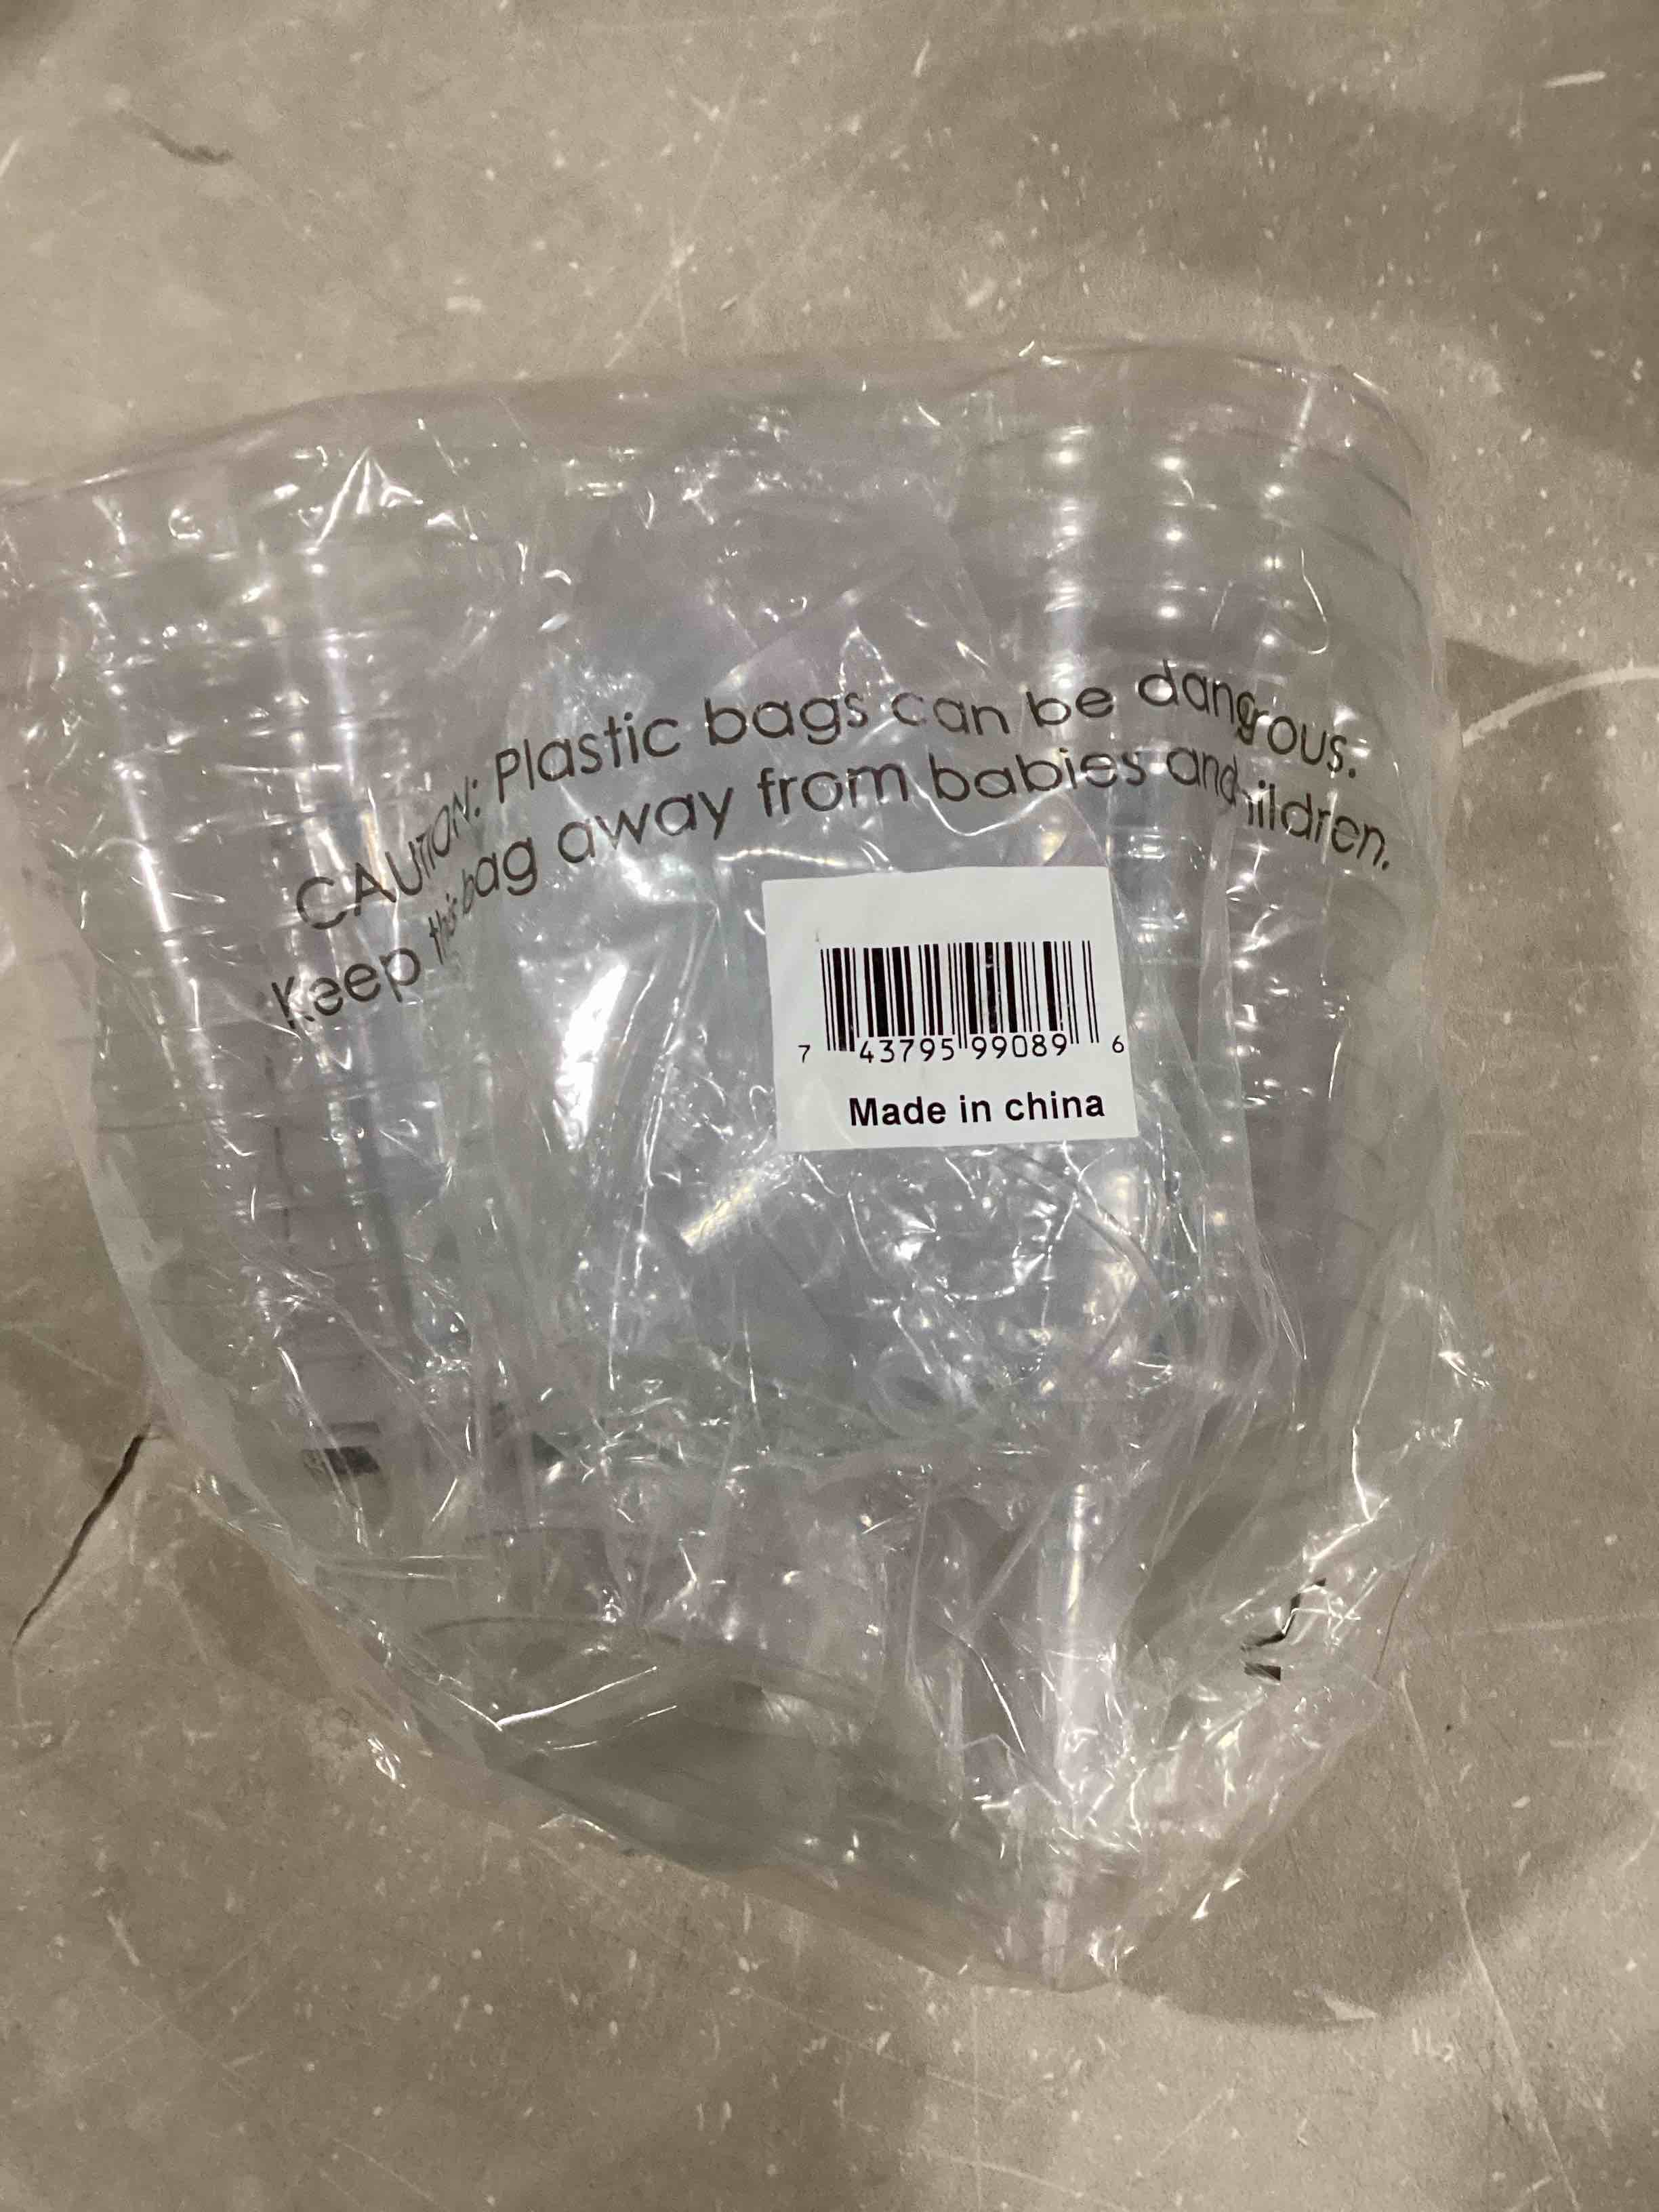 CAUTION: Plastic bags can be dangrous.
Keep this bag away from babies and children.
7 43795 99089 6
Made in china